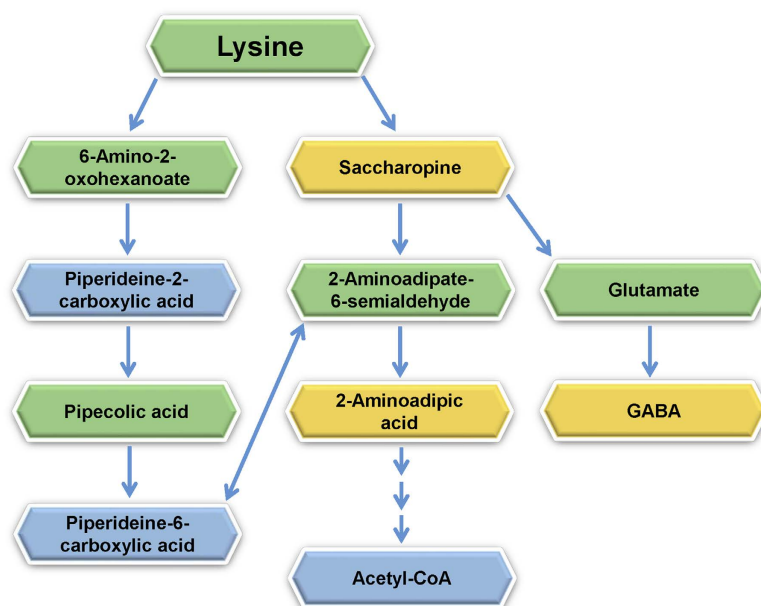 Lysine
6-Amino-2-
oxohexanoate
Saccharopine
Piperideine-2-
carboxylic acid
2-Aminoadipate-
6-semialdehyde
Glutamate
Pipecolic acid
2-Aminoadipic
acid
GABA
Piperideine-6-
carboxylic acid
Acetyl-CoA